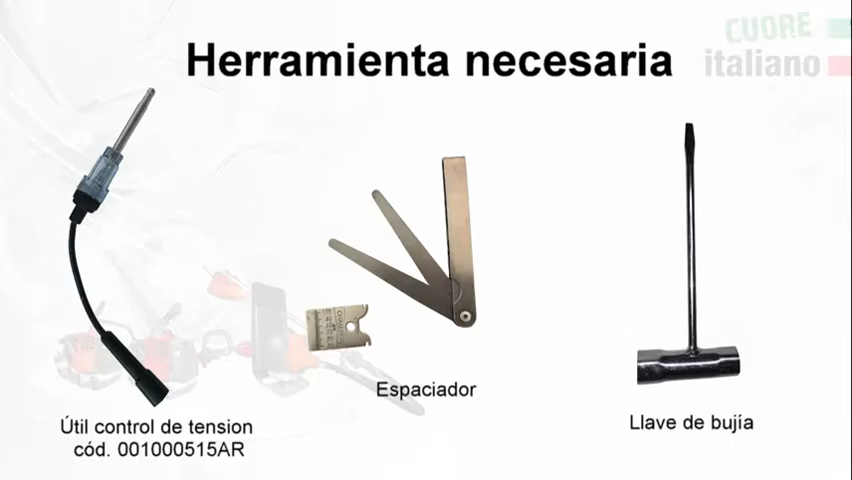 CUORE
italiano
Herramienta necesaria
Espaciador
Útil control de tension
cód. 001000515AR
Llave de bujía